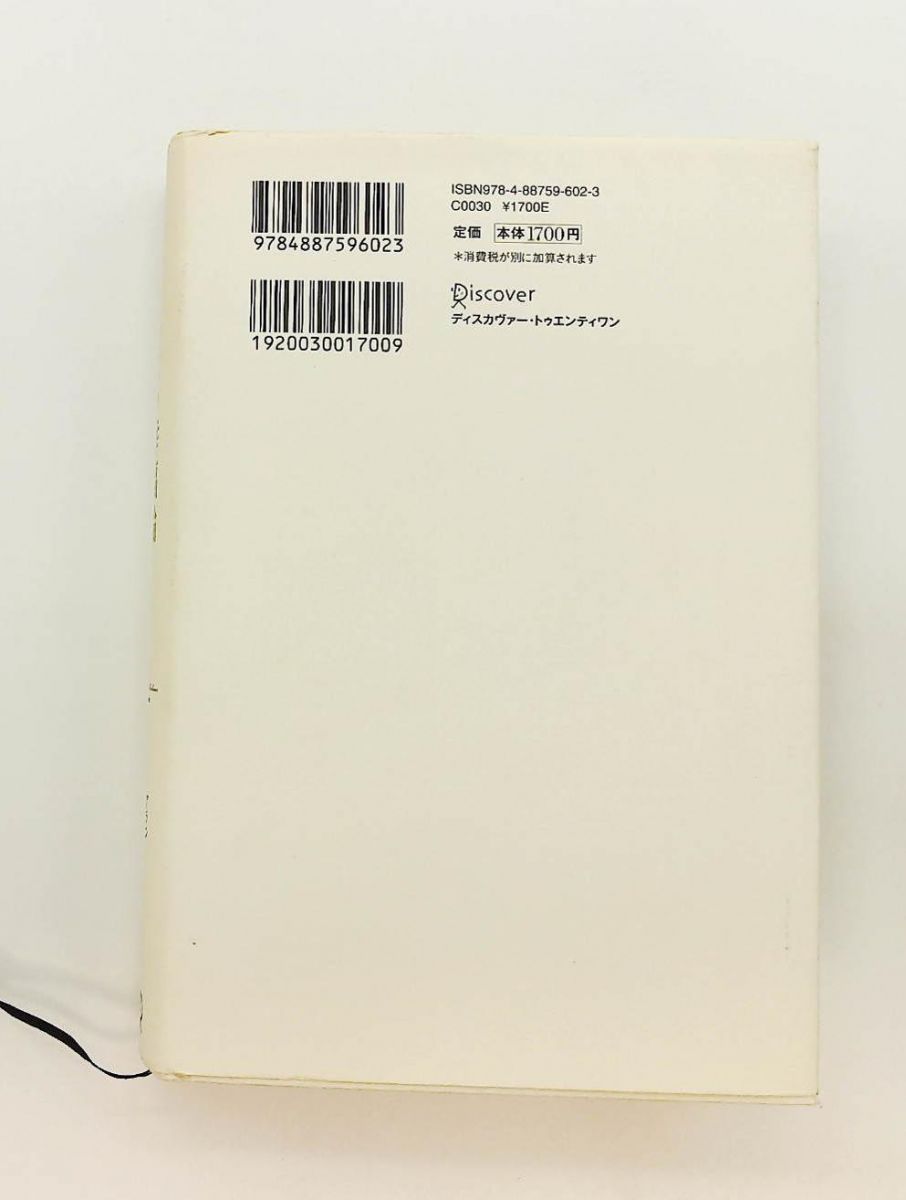 9784887596023
1920030017009
ISBN978-4-88759-602-3
C0030 ¥1700E
定価 本体1700円
＊消費税が別に加算されます
Discover
ディスカヴァー・トゥエンティワン